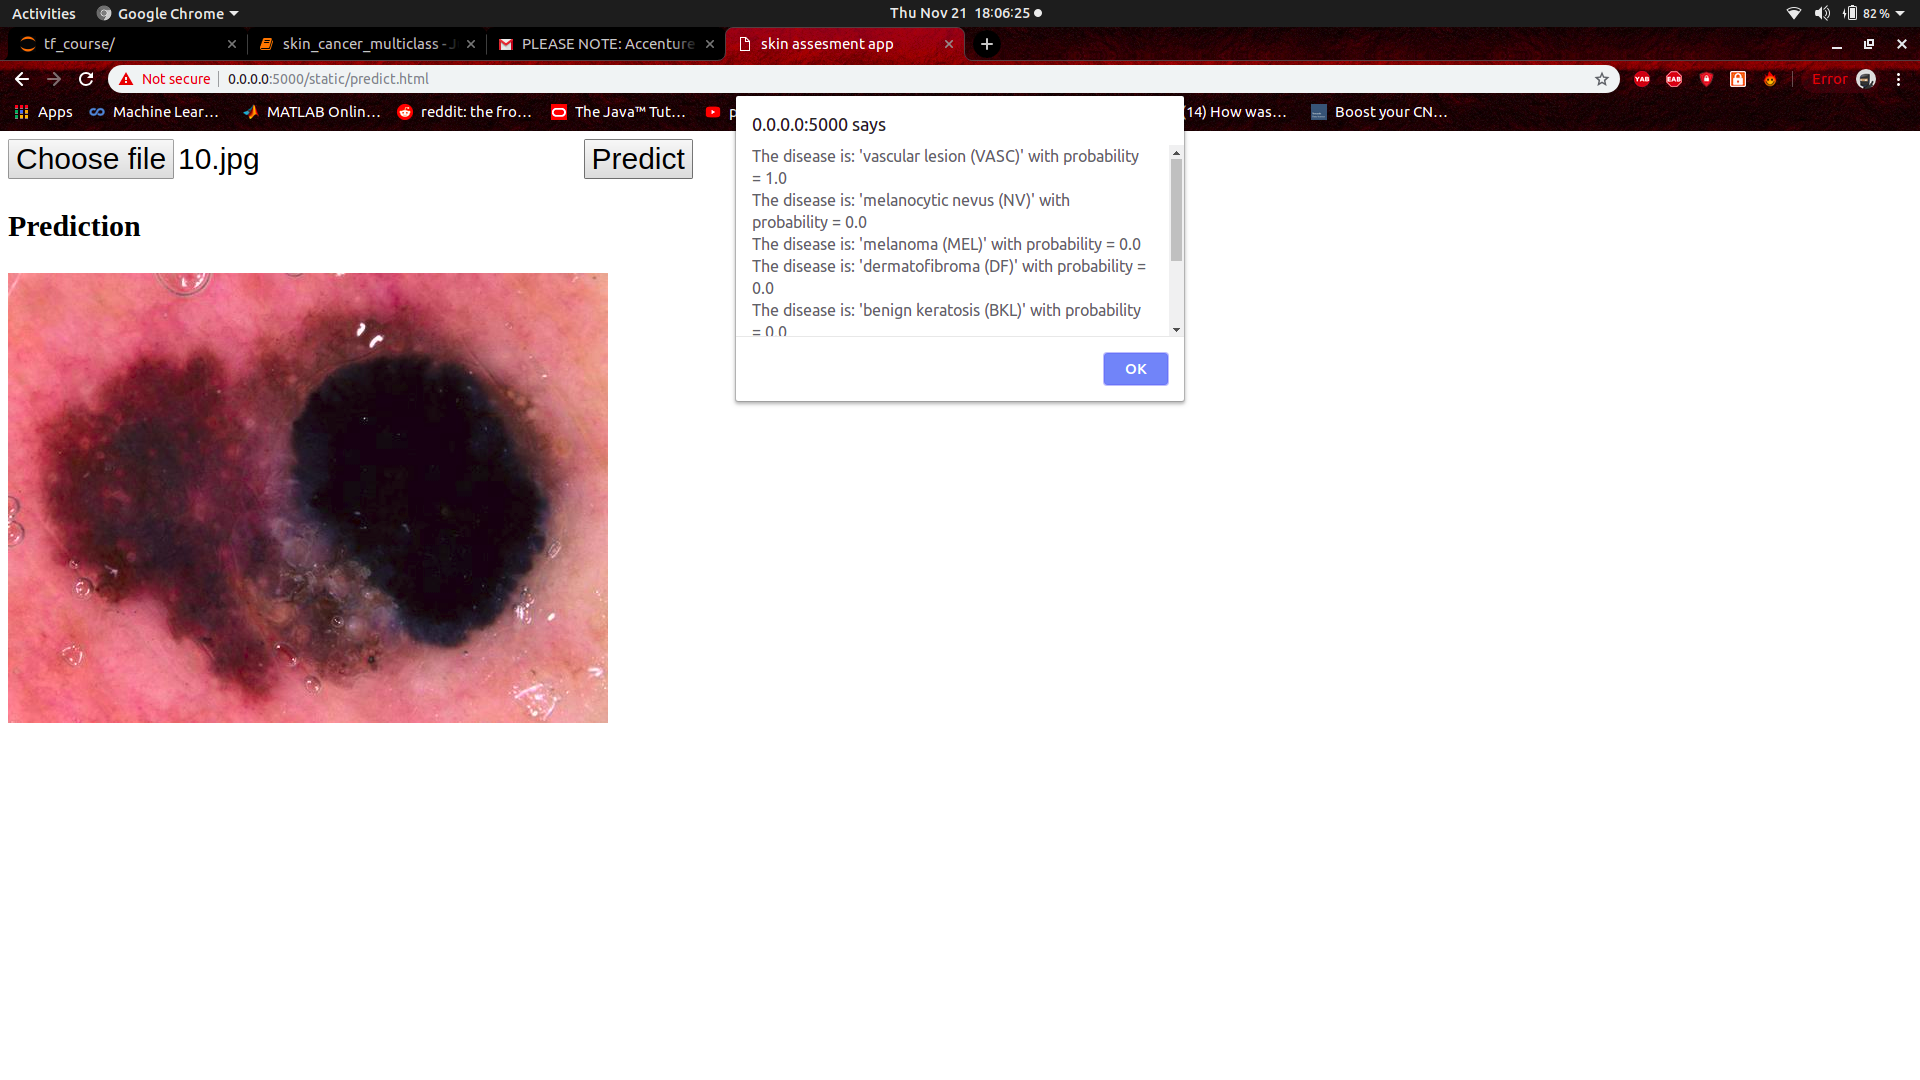 Activities Google Chrome Thu Nov 21 18:06:25 82 %
tf_course/ skin_cancer_multiclass - J PLEASE NOTE: Accenture skin assesment app
Not secure 0.0.0.0:5000/static/predict.html YAB EAB Error
Apps Machine Lear… MATLAB Onlin… reddit: the fro… The Java™ Tut… (14) How was… Boost your CN…
Choose file 10.jpg Predict
Prediction
0.0.0.0:5000 says
The disease is: 'vascular lesion (VASC)' with probability
= 1.0
The disease is: 'melanocytic nevus (NV)' with
probability = 0.0
The disease is: 'melanoma (MEL)' with probability = 0.0
The disease is: 'dermatofibroma (DF)' with probability =
0.0
The disease is: 'benign keratosis (BKL)' with probability
= 0.0
OK